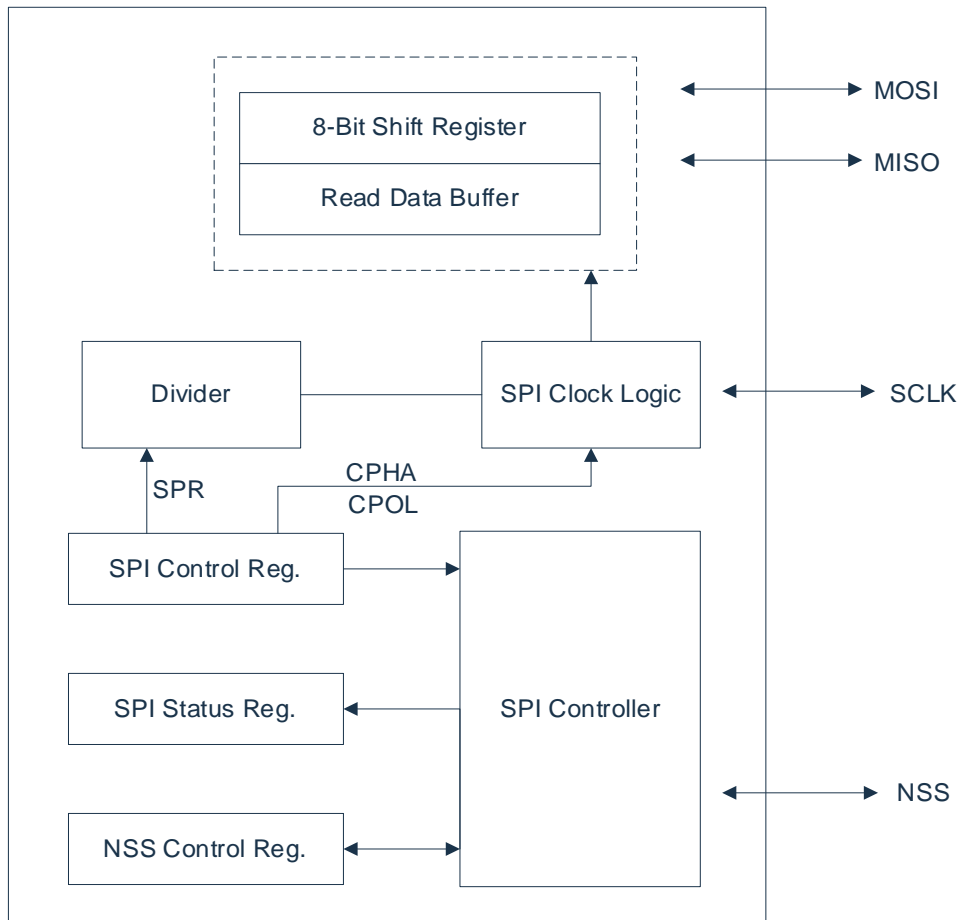 MOSI
8-Bit Shift Register
MISO
Read Data Buffer
Divider
SPI Clock Logic
SCLK
CPHA
SPR
CPOL
SPI Control Reg.
SPI Status Reg.
SPI Controller
NSS
NSS Control Reg.